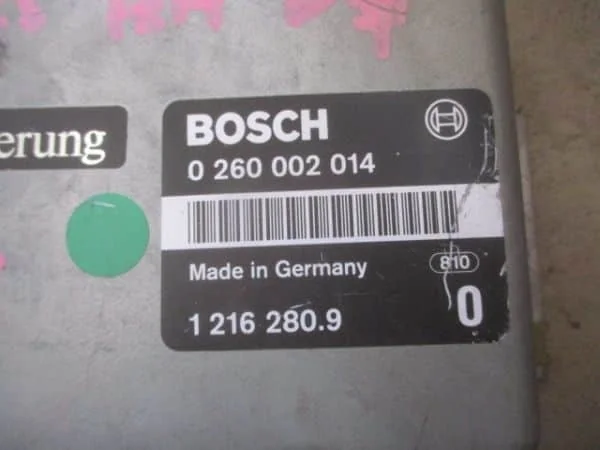 erung
BOSCH
0 260 002 014
Made in Germany
810
1 216 280.9
0